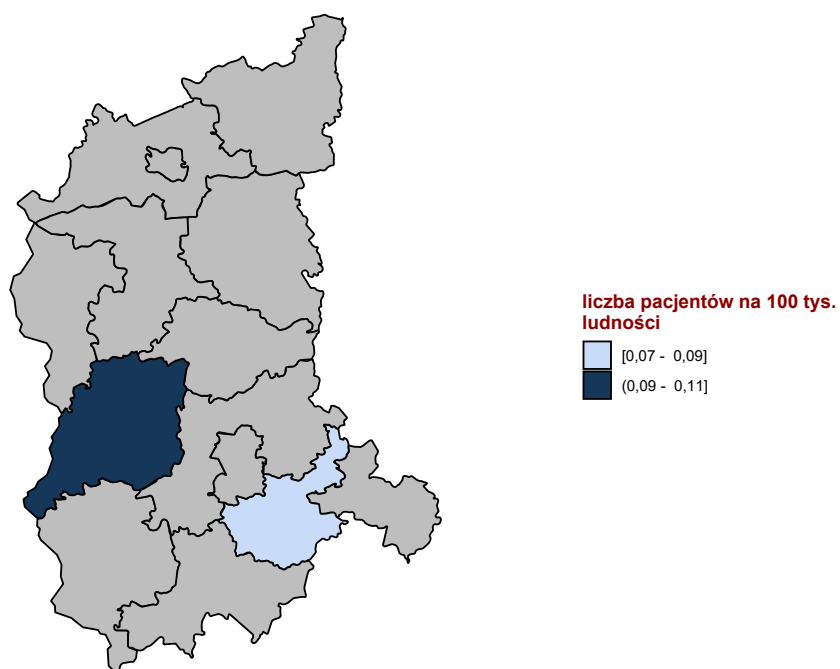 liczba pacjentów na 100 tys.
ludności
[0,07 - 0,09]
(0,09 - 0,11]